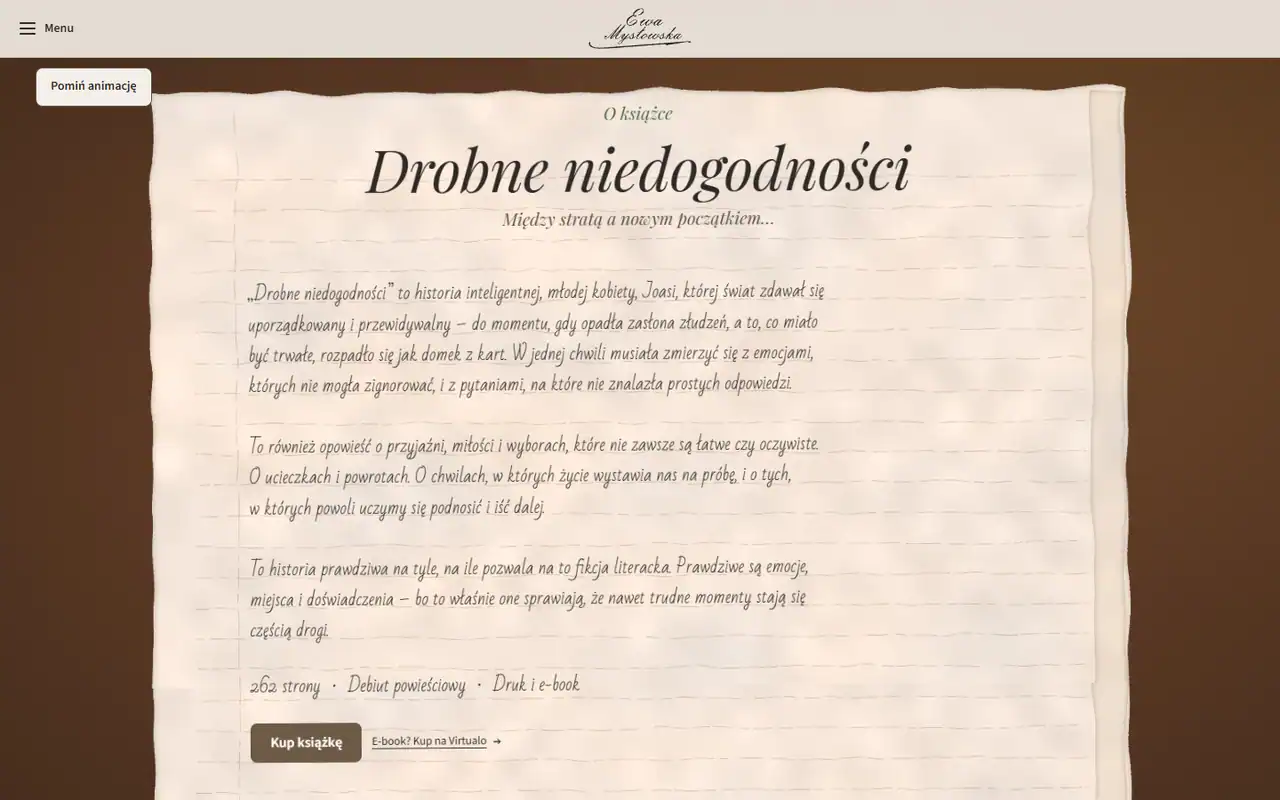 Menu
Ewa
Mysłowska
Pomiń animację
O książce
Drobne niedogodności
Między stratą a nowym początkiem...
„Drobne niedogodności” to historia inteligentnej, młodej kobiety, Joasi, której świat zdawał się
uporządkowany i przewidywalny – do momentu, gdy opadła zasłona złudzeń, a to, co miało
być trwałe, rozpadło się jak domek z kart. W jednej chwili musiała zmierzyć się z emocjami,
których nie mogła zignorować, i z pytaniami, na które nie znalazła prostych odpowiedzi.
To również opowieść o przyjaźni, miłości i wyborach, które nie zawsze są łatwe czy oczywiste.
O ucieczkach i powrotach. O chwilach, w których życie wystawia nas na próbę, i o tych,
w których powoli uczymy się podnosić i iść dalej.
To historia prawdziwa na tyle, na ile pozwala na to fikcja literacka. Prawdziwe są emocje,
miejsca i doświadczenia – bo to właśnie one sprawiają, że nawet trudne momenty stają się
częścią drogi.
262 strony · Debiut powieściowy · Druk i e-book
Kup książkę
E-book? Kup na Virtualo →